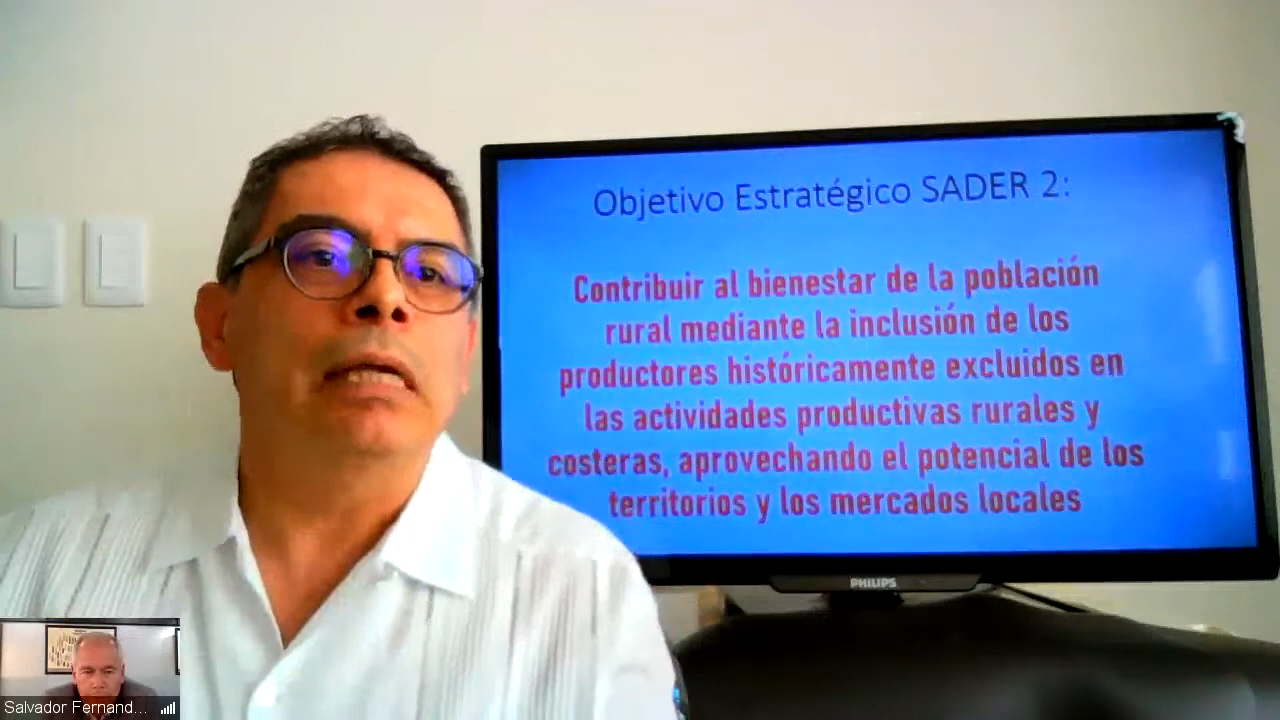 Objetivo Estratégico SADER 2:
Contribuir al bienestar de la población
rural mediante la inclusión de los
productores históricamente excluidos en
las actividades productivas rurales y
costeras, aprovechando el potencial de los
territorios y los mercados locales
PHILIPS
Salvador Fernand...